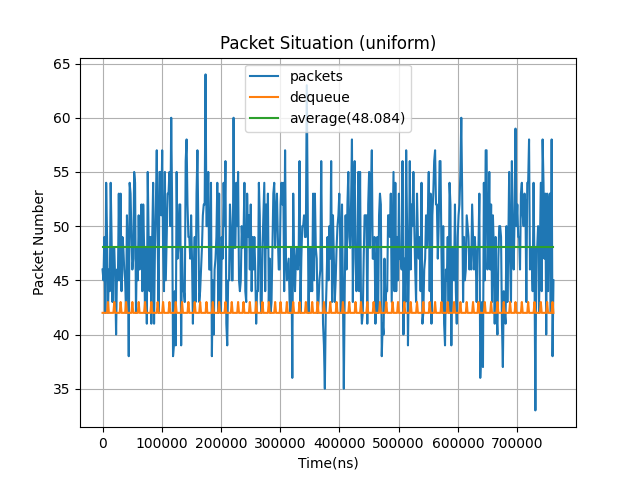 Packet Situation (uniform)
packets
dequeue
average(48.084)
Packet Number
65
60
55
50
45
40
35
0
100000
200000
300000
400000
500000
600000
700000
Time(ns)